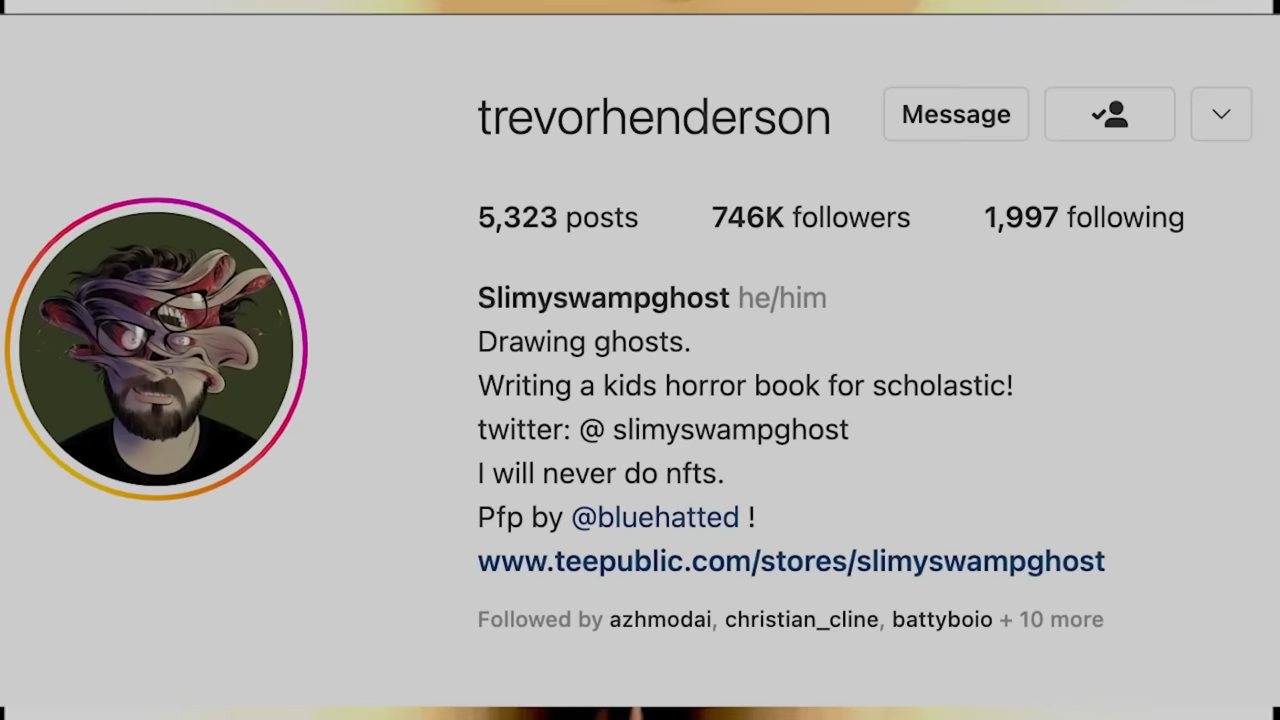 trevorhenderson Message
5,323 posts 746K followers 1,997 following
Slimyswampghost he/him
Drawing ghosts.
Writing a kids horror book for scholastic!
twitter: @ slimyswampghost
I will never do nfts.
Pfp by @bluehatted !
www.teepublic.com/stores/slimyswampghost
Followed by azhmodai, christian_cline, battyboio + 10 more